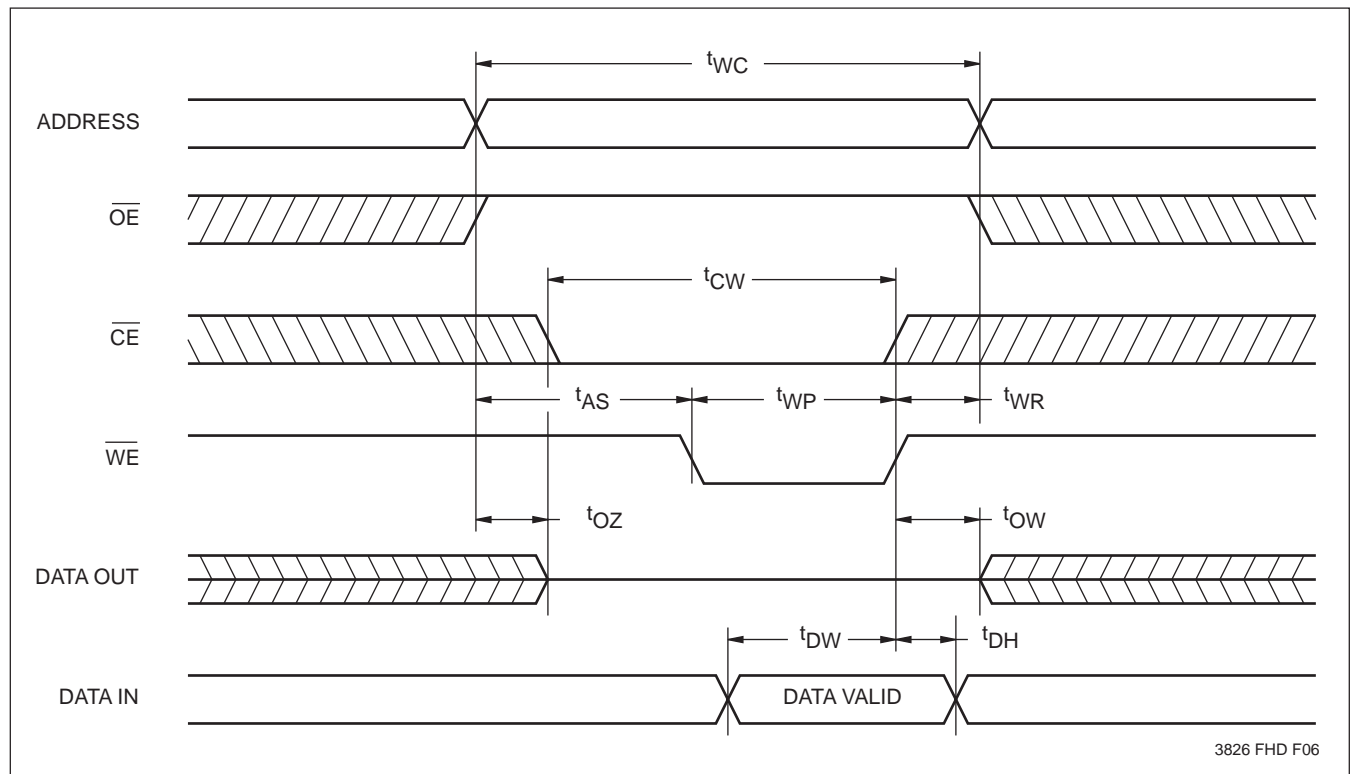 tWC
ADDRESS
OE
tCW
CE
tAS
tWP
tWR
WE
tOZ
tOW
DATA OUT
tDW
tDH
DATA IN
DATA VALID
3826 FHD F06